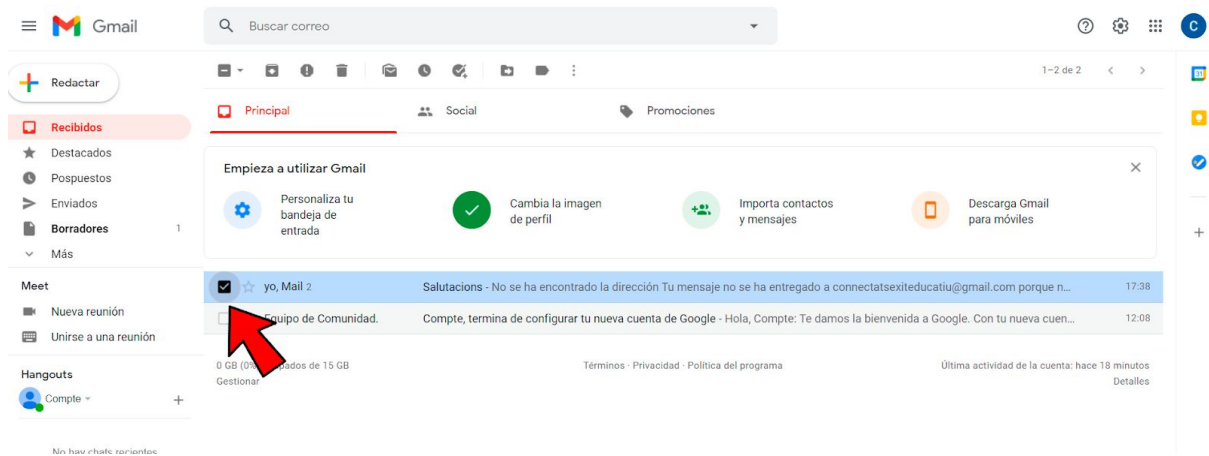 Gmail
Buscar correo
C
Redactar
1–2 de 2
31
Principal
Social
Promociones
Recibidos
Destacados
Pospuestos
Enviados
Borradores 1
Más
Empieza a utilizar Gmail
Personaliza tu
bandeja de
entrada
Cambia la imagen
de perfil
Importa contactos
y mensajes
Descarga Gmail
para móviles
Meet
Nueva reunión
Unirse a una reunión
Hangouts
Compte
No hay chats recientes
yo, Mail 2 Salutacions - No se ha encontrado la dirección Tu mensaje no se ha entregado a connectatsexiteducatiu@gmail.com porque n... 17:38
Equipo de Comunidad. Compte, termina de configurar tu nueva cuenta de Google - Hola, Compte: Te damos la bienvenida a Google. Con tu nueva cuen... 12:08
0 GB (0% de 15 GB
Gestionar
Términos · Privacidad · Política del programa
Última actividad de la cuenta: hace 18 minutos
Detalles